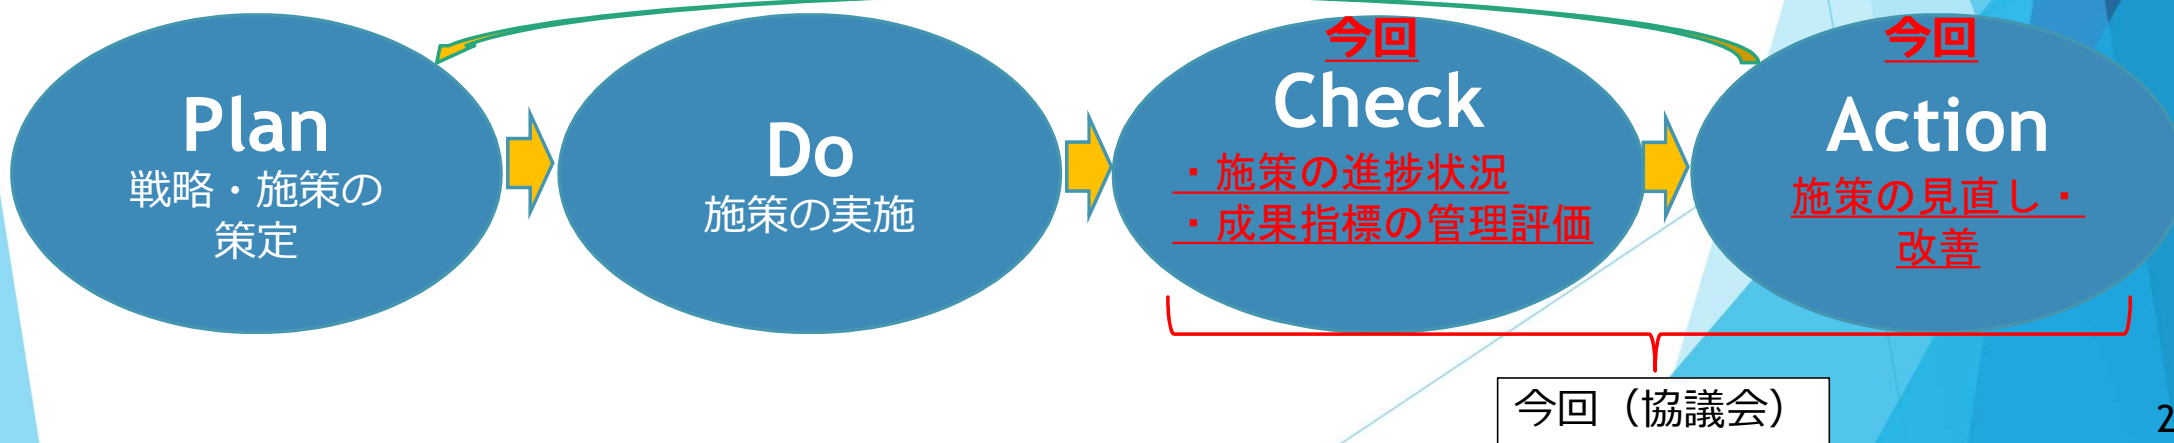 Plan
戦略・施策の
策定
Do
施策の実施
今回
Check
・施策の進捗状況
・成果指標の管理評価
今回
Action
施策の見直し・
改善
今回（協議会）
2